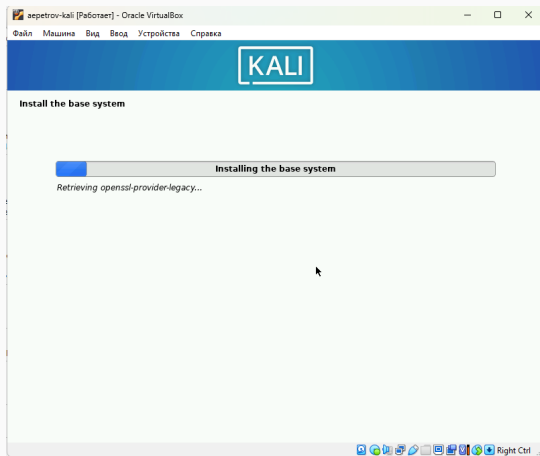 aepetrov-kali [Работает] - Oracle VirtualBox
Файл Машина Вид Ввод Устройства Справка
KALI
Install the base system
Installing the base system
Retrieving openssl-provider-legacy...
Right Ctrl